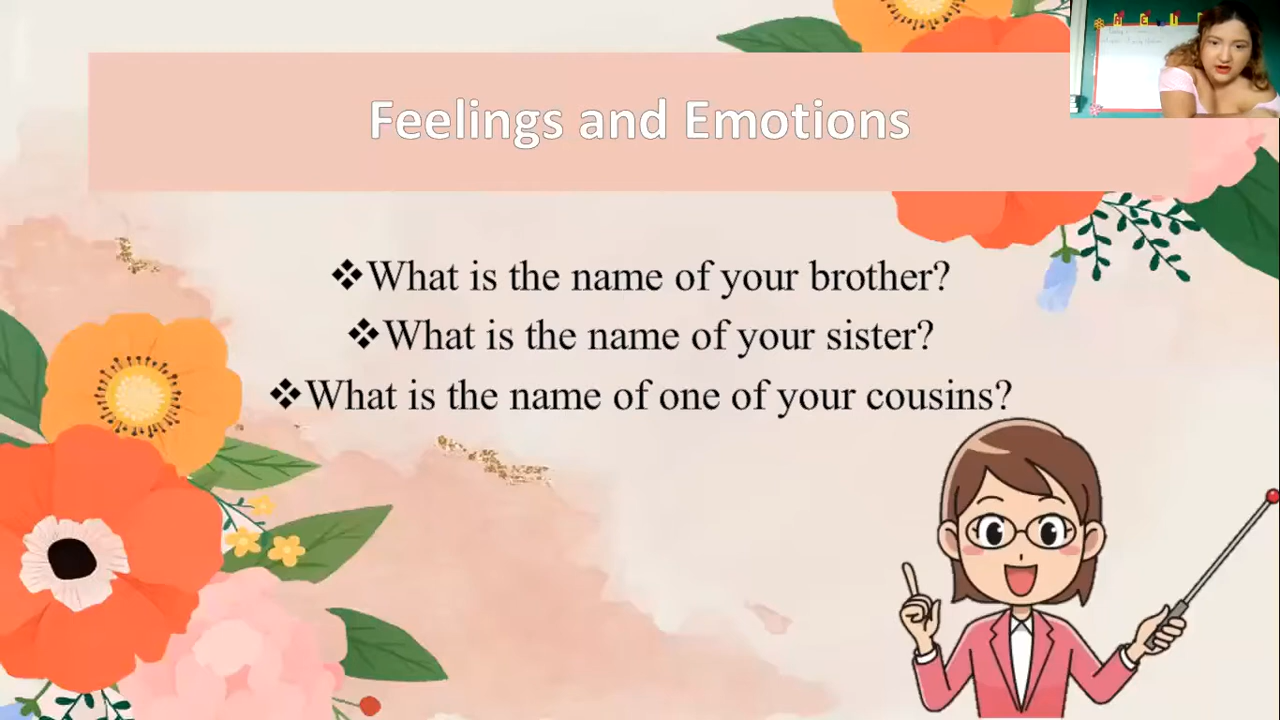 Feelings and Emotions
❖What is the name of your brother?
❖What is the name of your sister?
❖What is the name of one of your cousins?